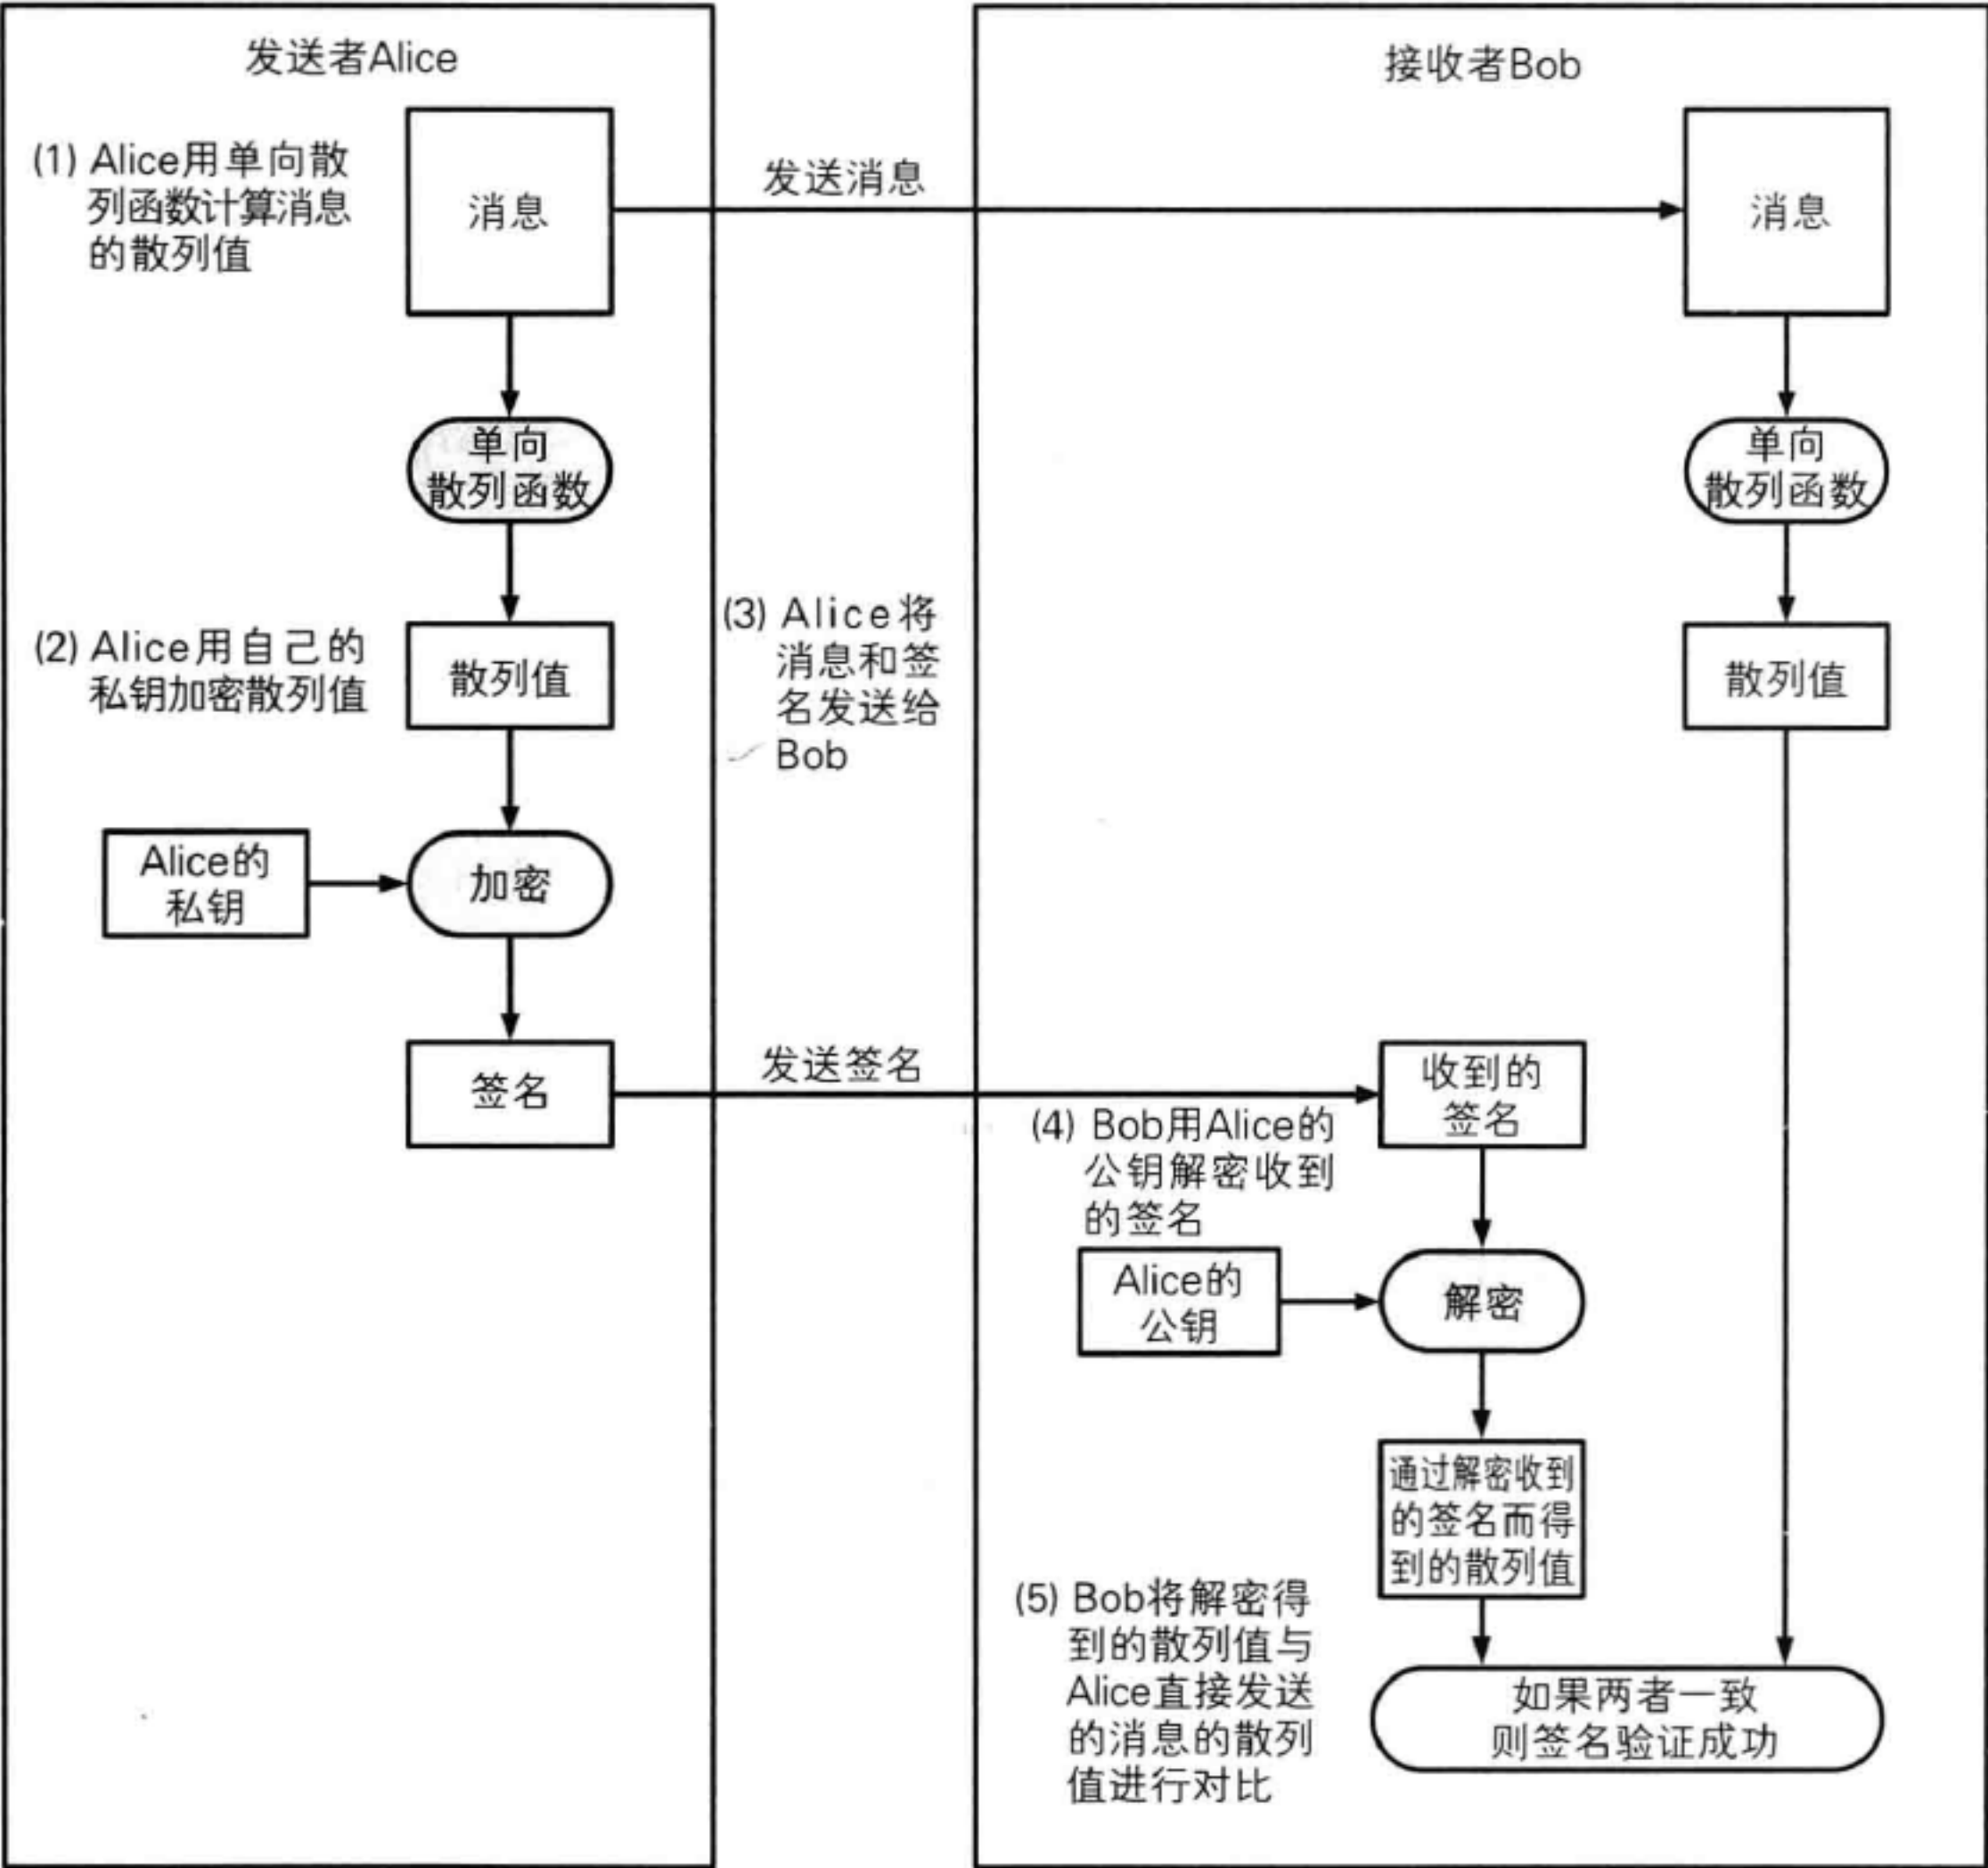 发送者Alice
接收者Bob
(1) Alice用单向散
列函数计算消息
的散列值
消息
发送消息
消息
单向
散列函数
单向
散列函数
(2) Alice用自己的
私钥加密散列值
散列值
(3) Alice将
消息和签
名发送给
Bob
散列值
Alice的
私钥
加密
签名
发送签名
收到的
签名
(4) Bob用Alice的
公钥解密收到
的签名
Alice的
公钥
解密
通过解密收到
的签名而得
到的散列值
(5) Bob将解密得
到的散列值与
Alice直接发送
的消息的散列
值进行对比
如果两者一致
则签名验证成功